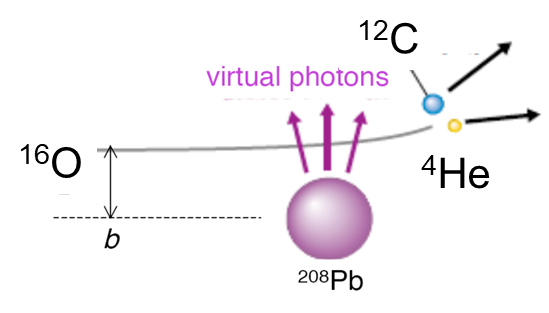 ¹²C
virtual photons
¹⁶O
⁴He
b
²⁰⁸Pb